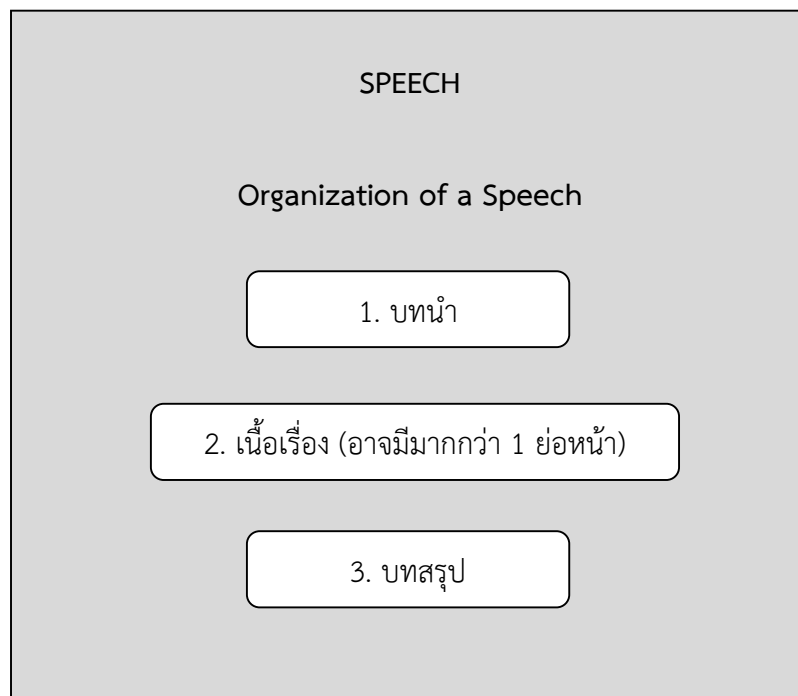 SPEECH
Organization of a Speech
1. บทนำ
2. เนื้อเรื่อง (อาจมีมากกว่า 1 ย่อหน้า)
3. บทสรุป